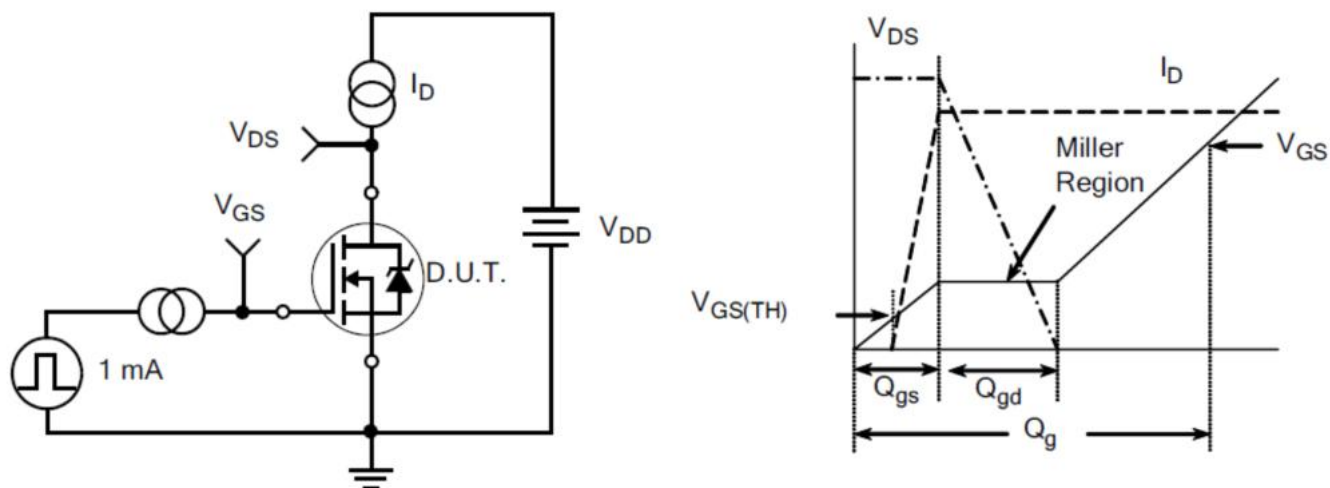 I_D
V_DS
V_GS
V_DD
D.U.T.
1 mA
V_DS
I_D
Miller
Region
V_GS
V_GS(TH)
Q_gs
Q_gd
Q_g